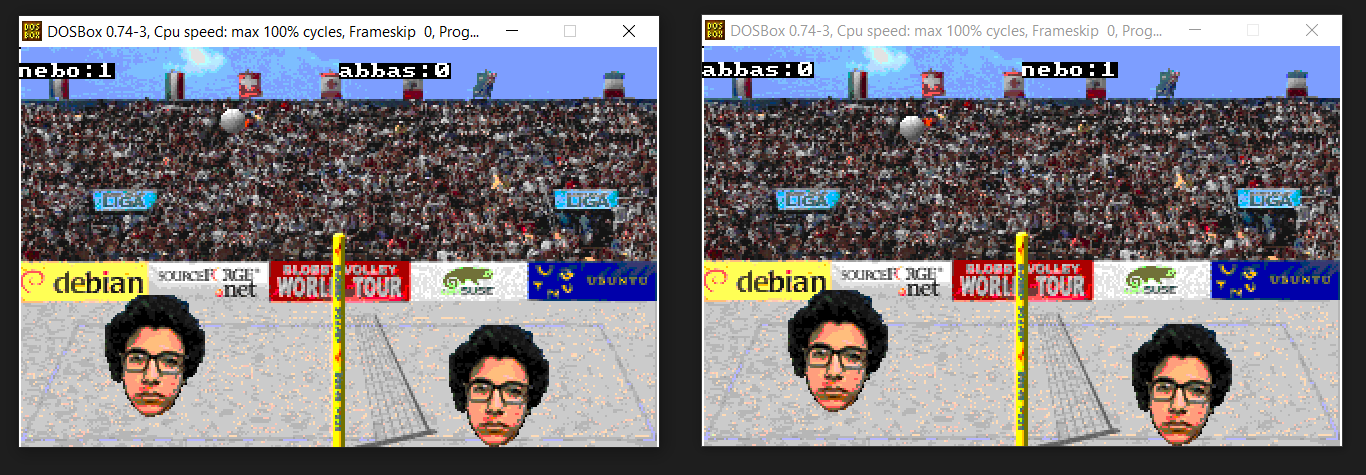 DOSBox 0.74-3, Cpu speed: max 100% cycles, Frameskip 0, Prog...
nebo:1 abbas:0
LIGA LIGA
debian SOURCEFORGE .net BLOBBY VOLLEY WORLD TOUR SUSE UBUNTU
DOSBox 0.74-3, Cpu speed: max 100% cycles, Frameskip 0, Prog...
abbas:0 nebo:1
LIGA LIGA
debian SOURCEFORGE .net BLOBBY VOLLEY WORLD TOUR SUSE UBUNTU